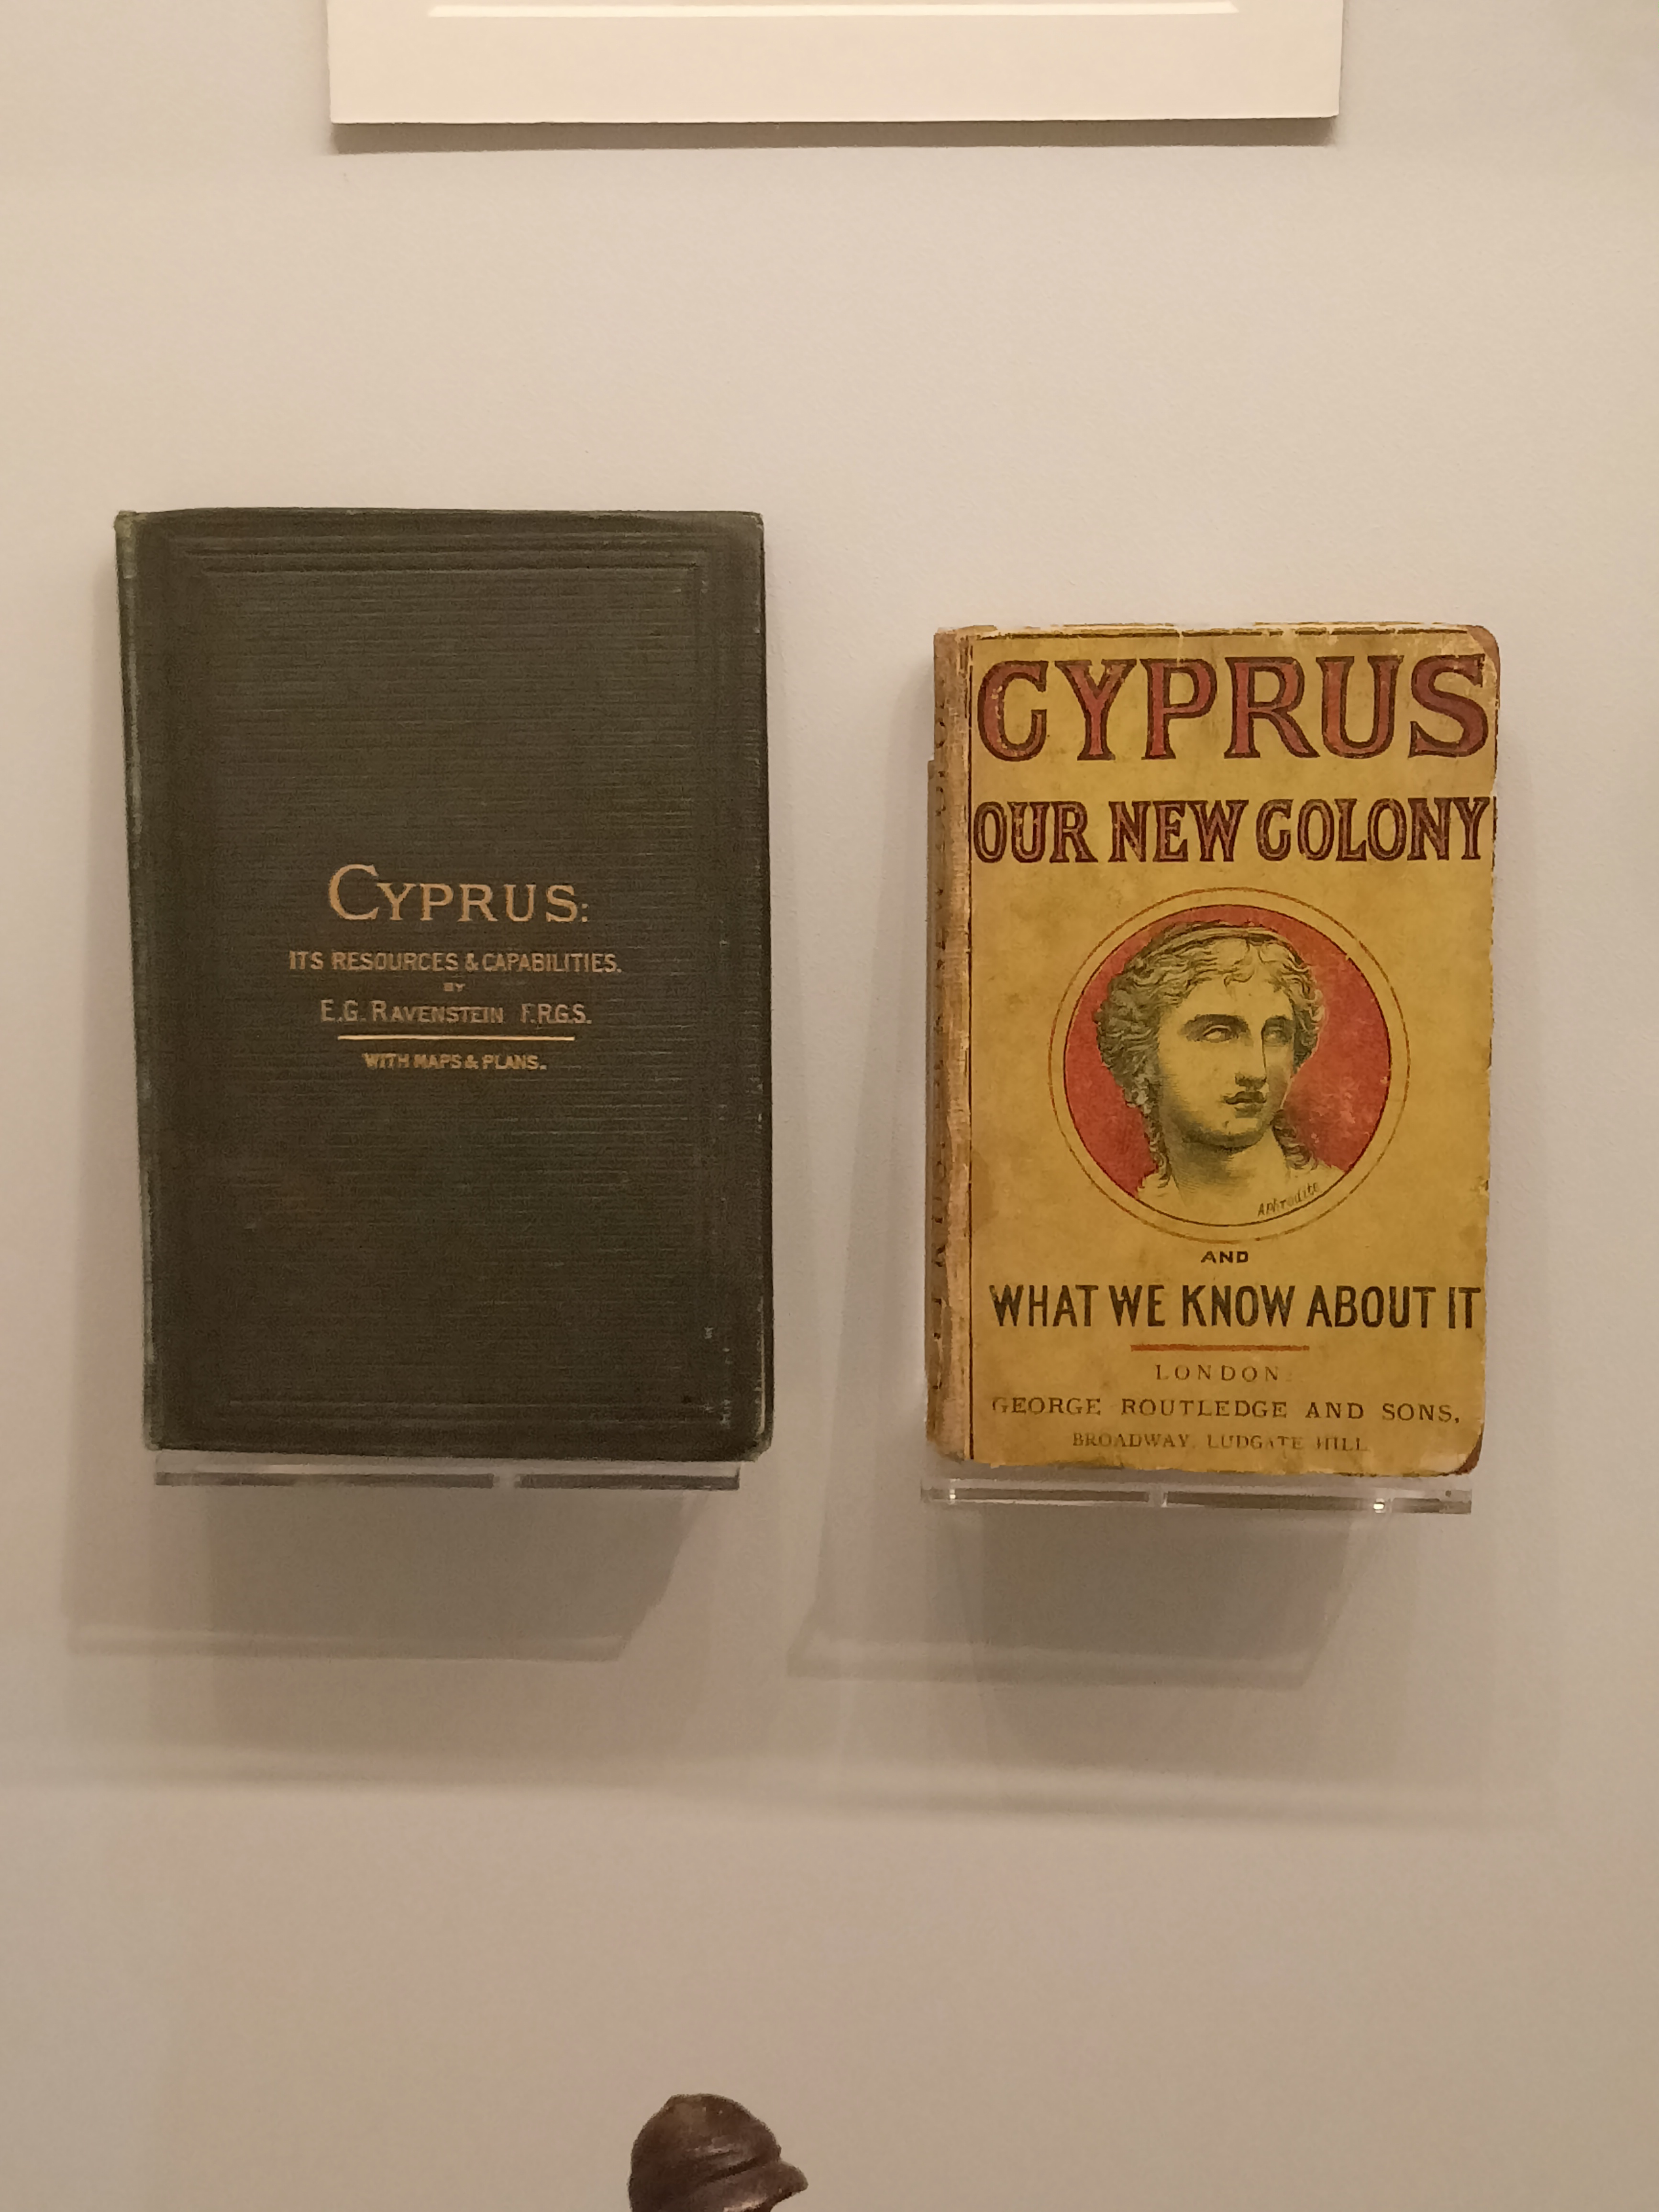 CYPRUS:
ITS RESOURCES & CAPABILITIES.
BY
E.G. RAVENSTEIN F.R.G.S.
WITH MAPS & PLANS.
CYPRUS
OUR NEW COLONY
Aphrodite
AND
WHAT WE KNOW ABOUT IT
LONDON
GEORGE ROUTLEDGE AND SONS,
BROADWAY, LUDGATE HILL